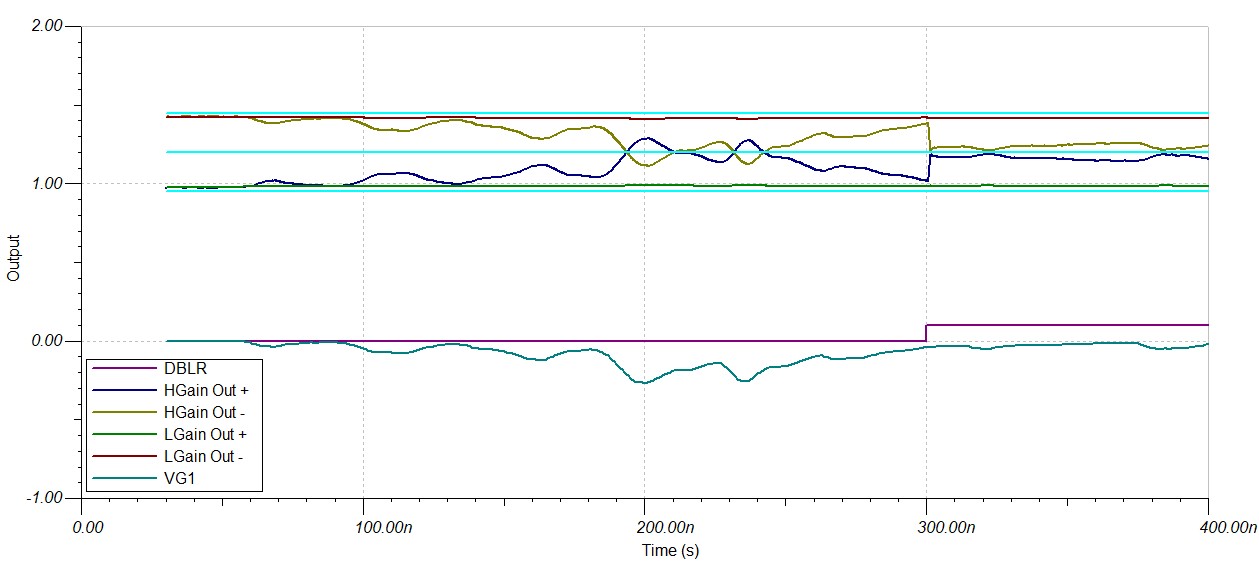 2.00
1.00
Output
0.00
DBLR
HGain Out +
HGain Out -
LGain Out +
LGain Out -
VG1
-1.00
0.00 100.00n 200.00n 300.00n 400.00n
Time (s)